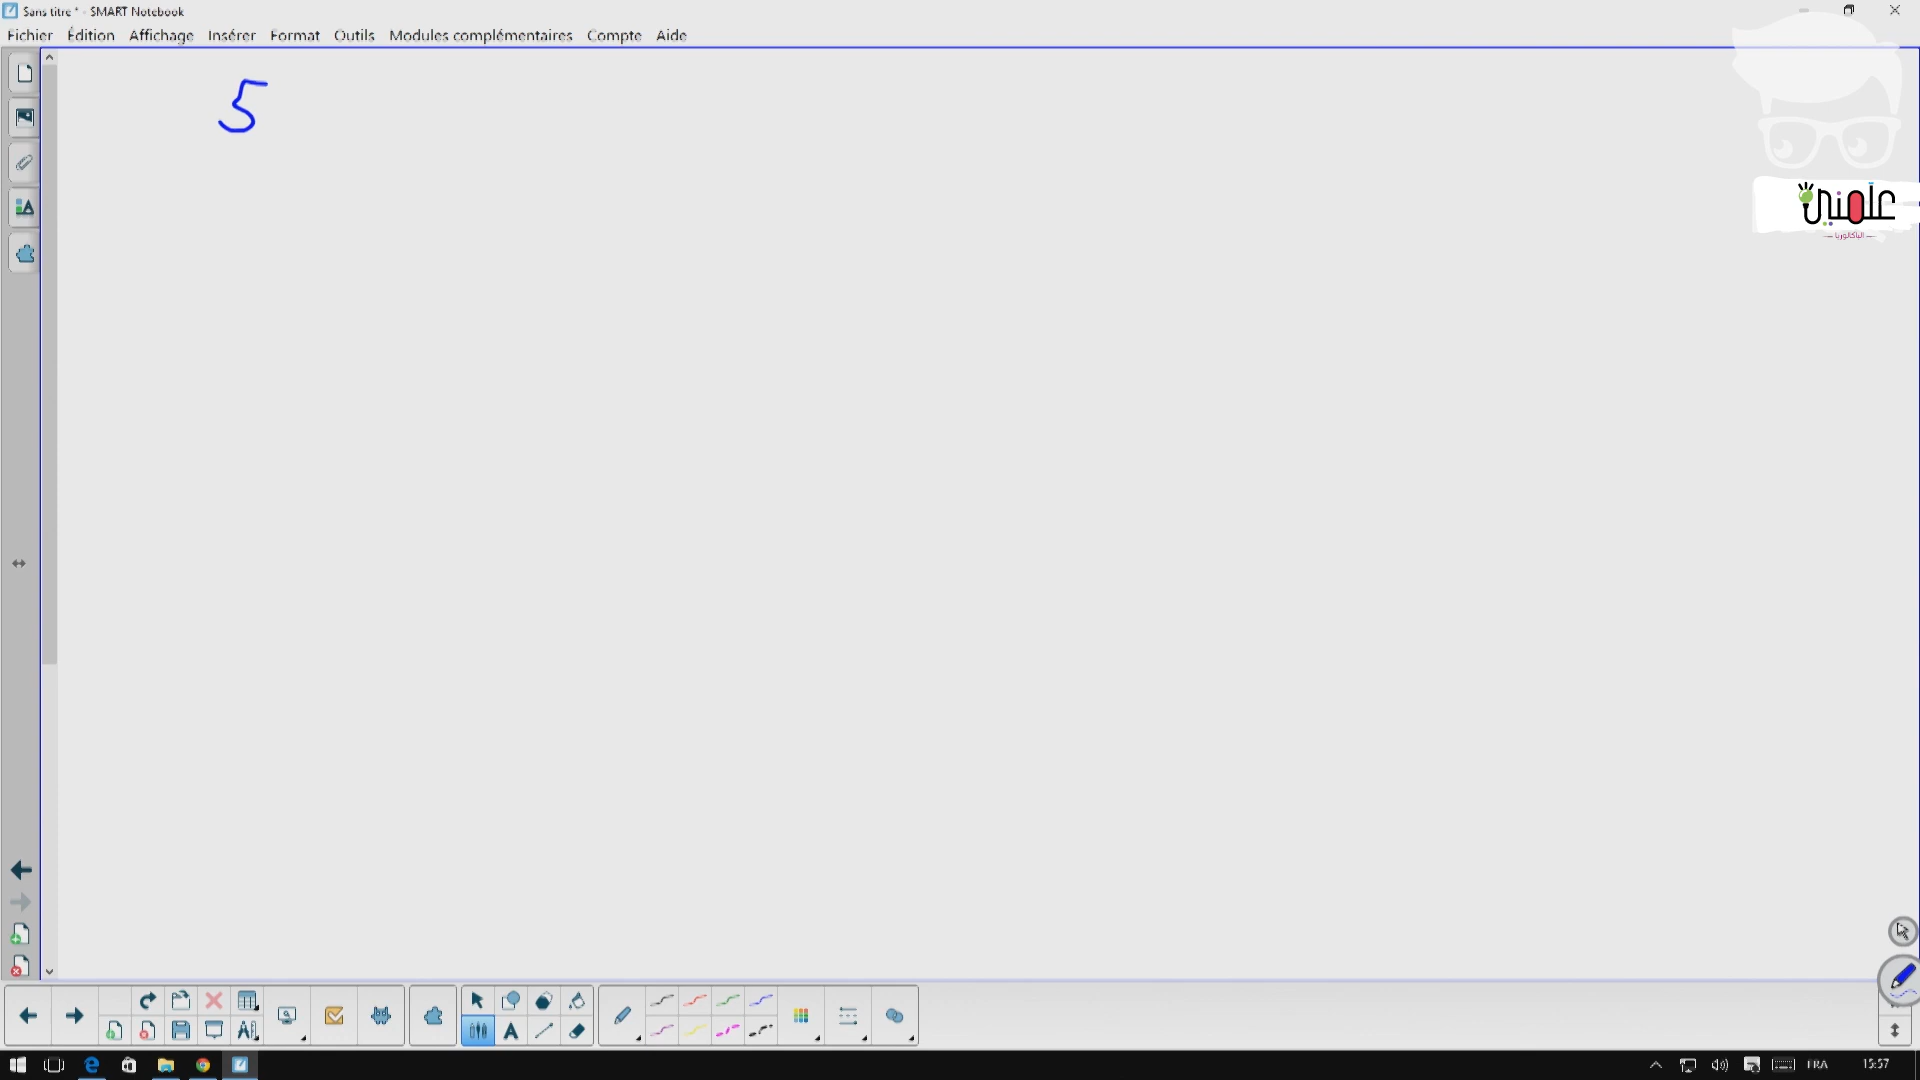 Sans titre * - SMART Notebook
Fichier Édition Affichage Insérer Format Outils Modules complémentaires Compte Aide
5
علمني
الباكالوريا
FRA 15:57